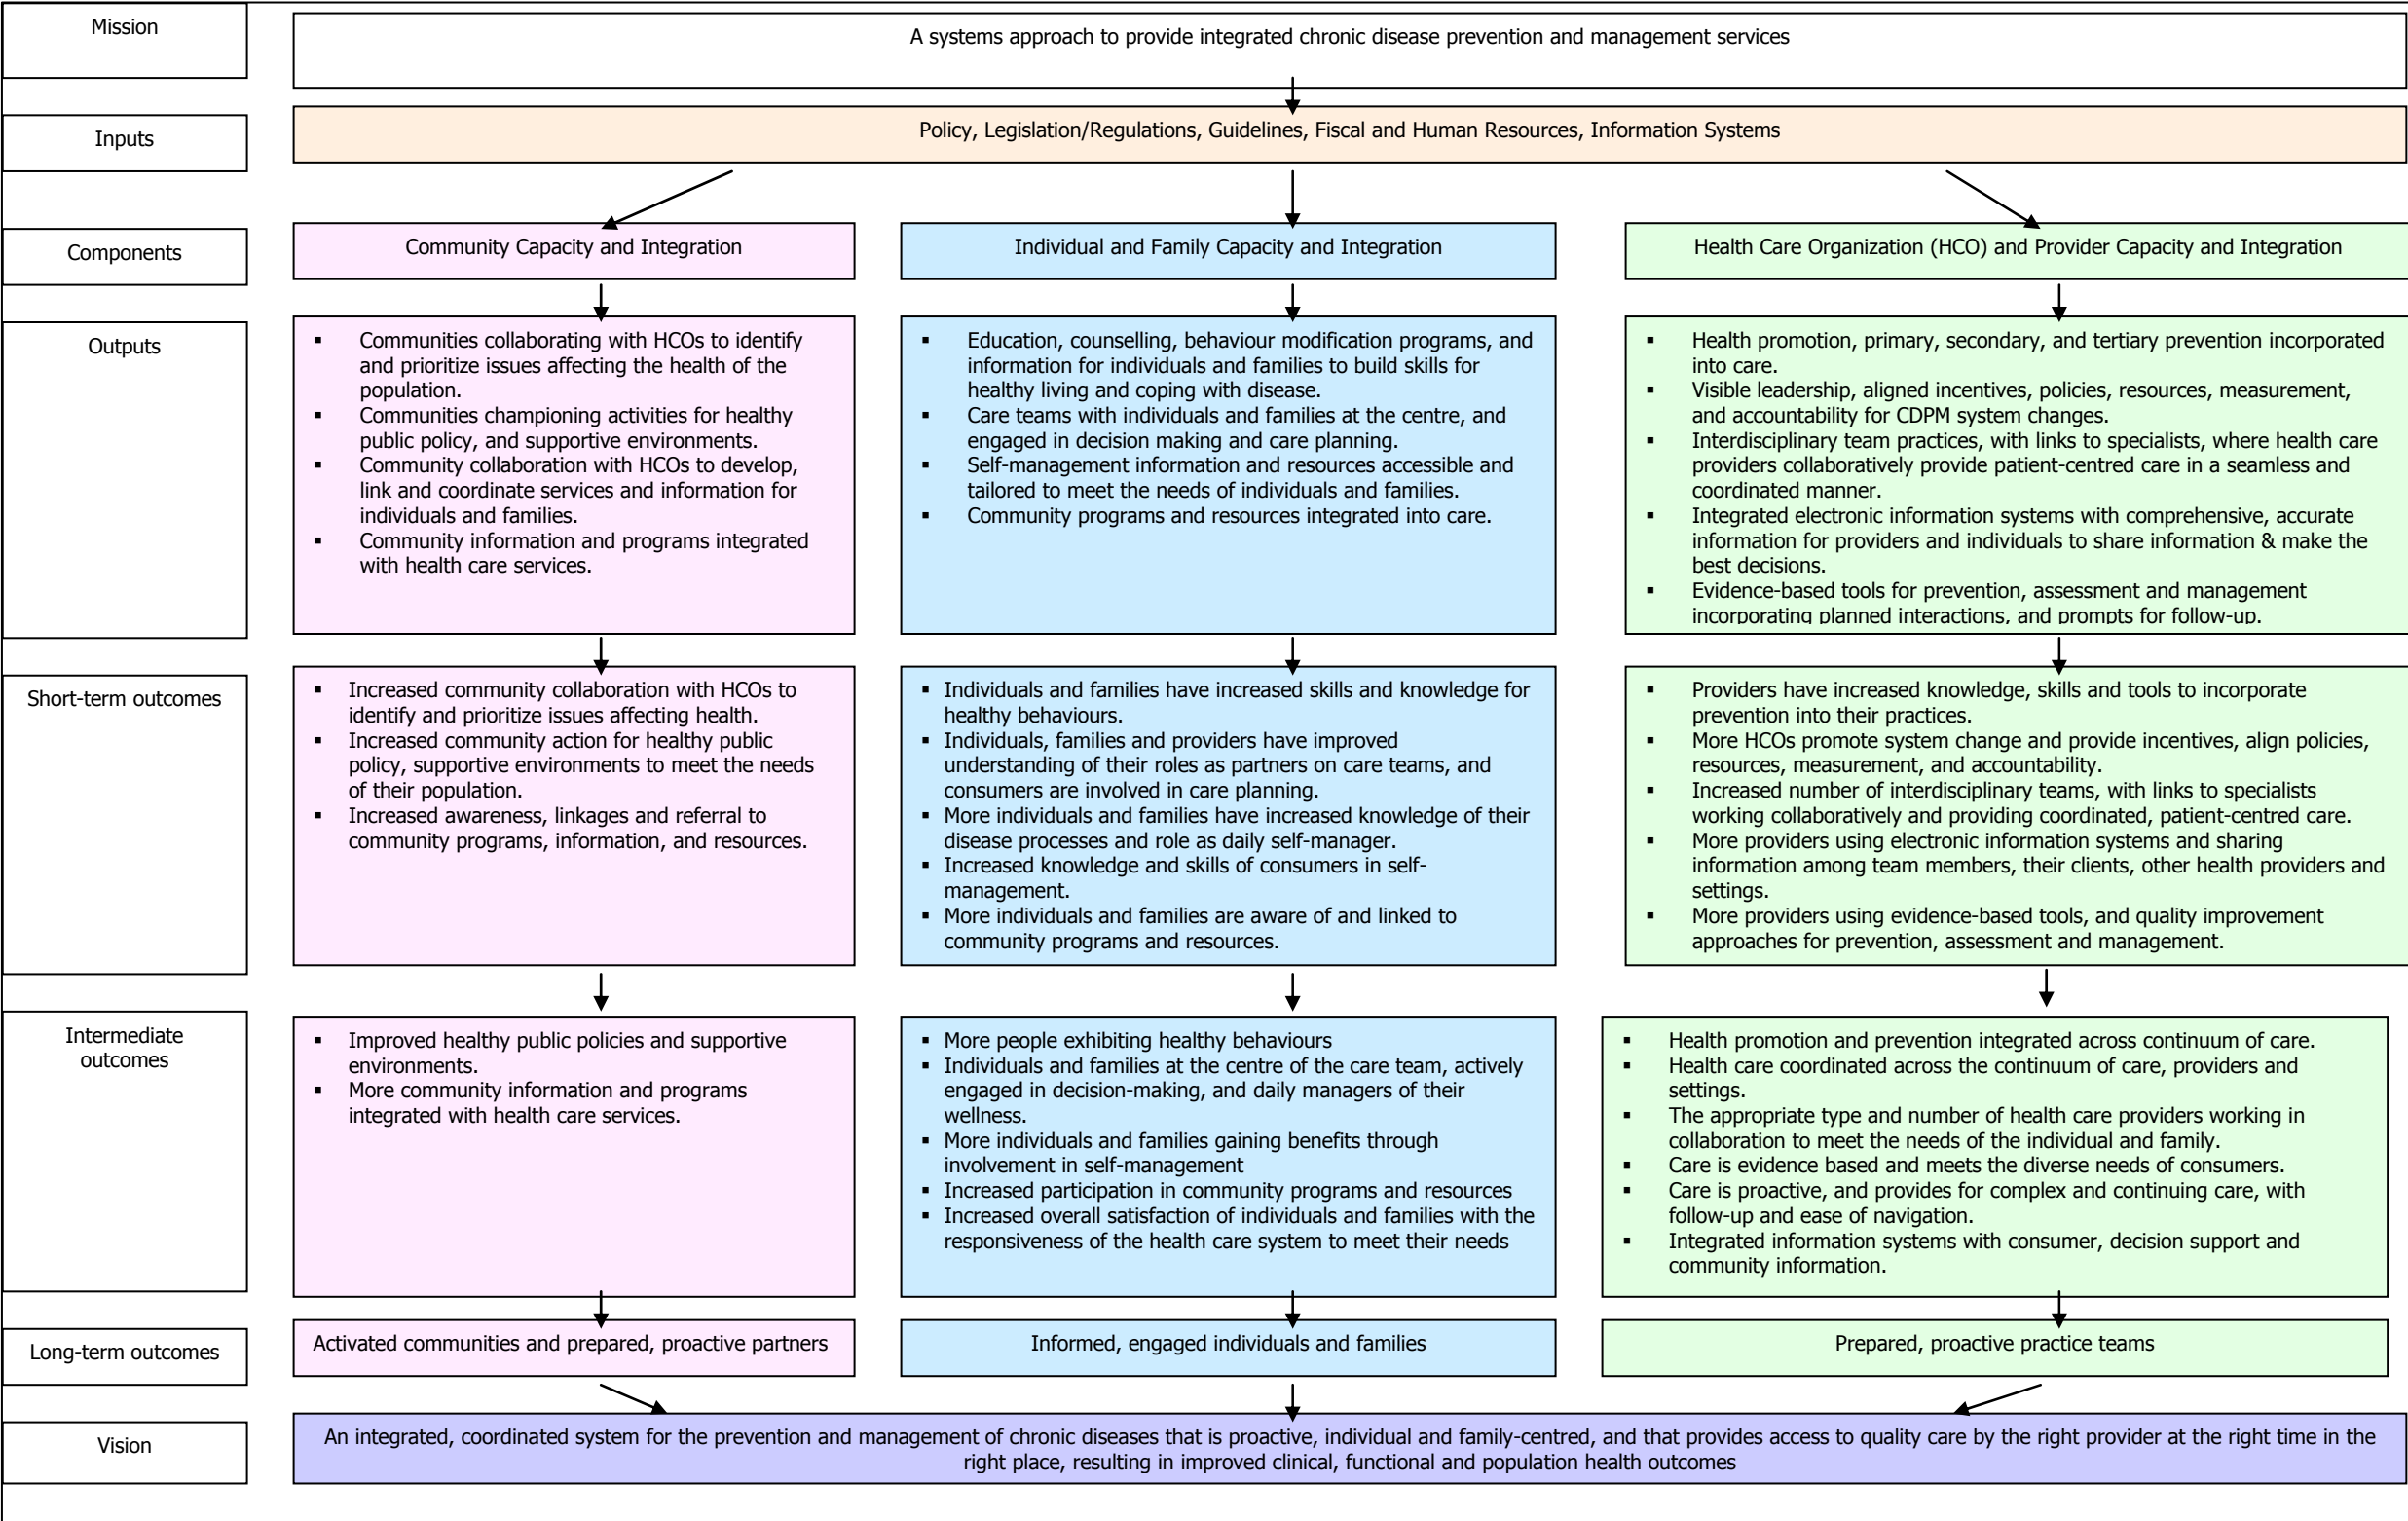 Mission
A systems approach to provide integrated chronic disease prevention and management services
Inputs
Policy, Legislation/Regulations, Guidelines, Fiscal and Human Resources, Information Systems
Components
Community Capacity and Integration
Individual and Family Capacity and Integration
Health Care Organization (HCO) and Provider Capacity and Integration
Outputs
▪ Communities collaborating with HCOs to identify
and prioritize issues affecting the health of the
population.
▪ Communities championing activities for healthy
public policy, and supportive environments.
▪ Community collaboration with HCOs to develop,
link and coordinate services and information for
individuals and families.
▪ Community information and programs integrated
with health care services.
▪ Education, counselling, behaviour modification programs, and
information for individuals and families to build skills for
healthy living and coping with disease.
▪ Care teams with individuals and families at the centre, and
engaged in decision making and care planning.
▪ Self-management information and resources accessible and
tailored to meet the needs of individuals and families.
▪ Community programs and resources integrated into care.
▪ Health promotion, primary, secondary, and tertiary prevention incorporated
into care.
▪ Visible leadership, aligned incentives, policies, resources, measurement,
and accountability for CDPM system changes.
▪ Interdisciplinary team practices, with links to specialists, where health care
providers collaboratively provide patient-centred care in a seamless and
coordinated manner.
▪ Integrated electronic information systems with comprehensive, accurate
information for providers and individuals to share information & make the
best decisions.
▪ Evidence-based tools for prevention, assessment and management
incorporating planned interactions, and prompts for follow-up.
Short-term outcomes
▪ Increased community collaboration with HCOs to
identify and prioritize issues affecting health.
▪ Increased community action for healthy public
policy, supportive environments to meet the needs
of their population.
▪ Increased awareness, linkages and referral to
community programs, information, and resources.
▪ Individuals and families have increased skills and knowledge for
healthy behaviours.
▪ Individuals, families and providers have improved
understanding of their roles as partners on care teams, and
consumers are involved in care planning.
▪ More individuals and families have increased knowledge of their
disease processes and role as daily self-manager.
▪ Increased knowledge and skills of consumers in self-
management.
▪ More individuals and families are aware of and linked to
community programs and resources.
▪ Providers have increased knowledge, skills and tools to incorporate
prevention into their practices.
▪ More HCOs promote system change and provide incentives, align policies,
resources, measurement, and accountability.
▪ Increased number of interdisciplinary teams, with links to specialists
working collaboratively and providing coordinated, patient-centred care.
▪ More providers using electronic information systems and sharing
information among team members, their clients, other health providers and
settings.
▪ More providers using evidence-based tools, and quality improvement
approaches for prevention, assessment and management.
Intermediate
outcomes
▪ Improved healthy public policies and supportive
environments.
▪ More community information and programs
integrated with health care services.
▪ More people exhibiting healthy behaviours
▪ Individuals and families at the centre of the care team, actively
engaged in decision-making, and daily managers of their
wellness.
▪ More individuals and families gaining benefits through
involvement in self-management
▪ Increased participation in community programs and resources
▪ Increased overall satisfaction of individuals and families with the
responsiveness of the health care system to meet their needs
▪ Health promotion and prevention integrated across continuum of care.
▪ Health care coordinated across the continuum of care, providers and
settings.
▪ The appropriate type and number of health care providers working in
collaboration to meet the needs of the individual and family.
▪ Care is evidence based and meets the diverse needs of consumers.
▪ Care is proactive, and provides for complex and continuing care, with
follow-up and ease of navigation.
▪ Integrated information systems with consumer, decision support and
community information.
Long-term outcomes
Activated communities and prepared, proactive partners
Informed, engaged individuals and families
Prepared, proactive practice teams
Vision
An integrated, coordinated system for the prevention and management of chronic diseases that is proactive, individual and family-centred, and that provides access to quality care by the right provider at the right time in the
right place, resulting in improved clinical, functional and population health outcomes